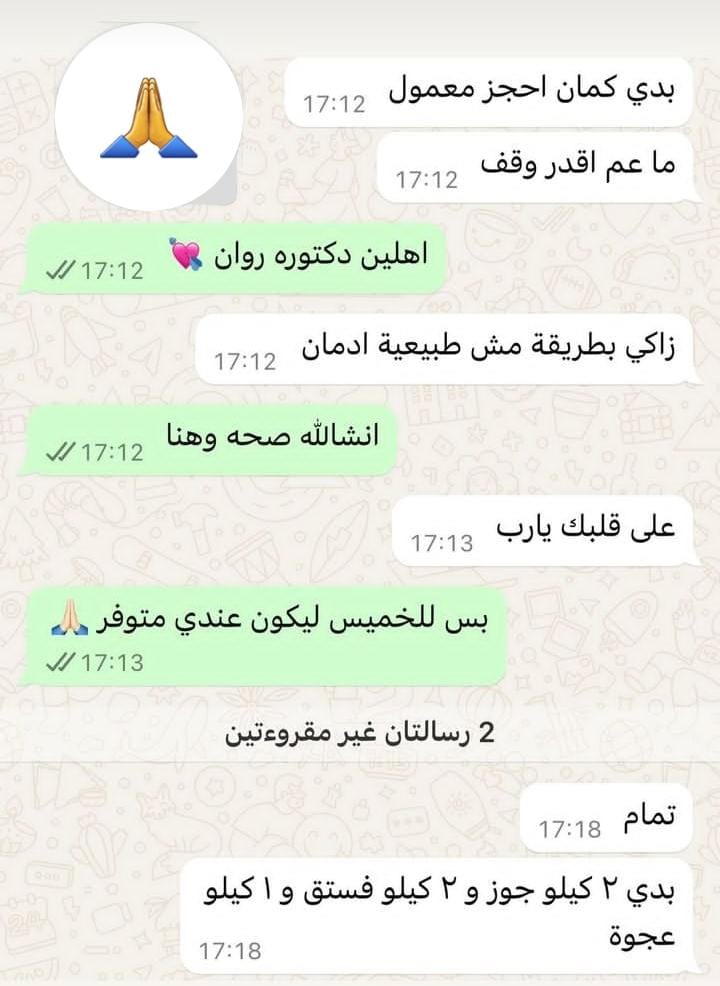 بدي كمان احجز معمول
17:12
ما عم اقدر وقف
17:12
اهلين دكتوره روان 💘
17:12
زاكي بطريقة مش طبيعية ادمان
17:12
انشالله صحه وهنا
17:12
على قلبك يارب
17:13
بس للخميس ليكون عندي متوفر 🙏🏻
17:13
2 رسالتان غير مقروءتين
تمام
17:18
بدي ٢ كيلو جوز و ٢ كيلو فستق و ١ كيلو
عجوة
17:18